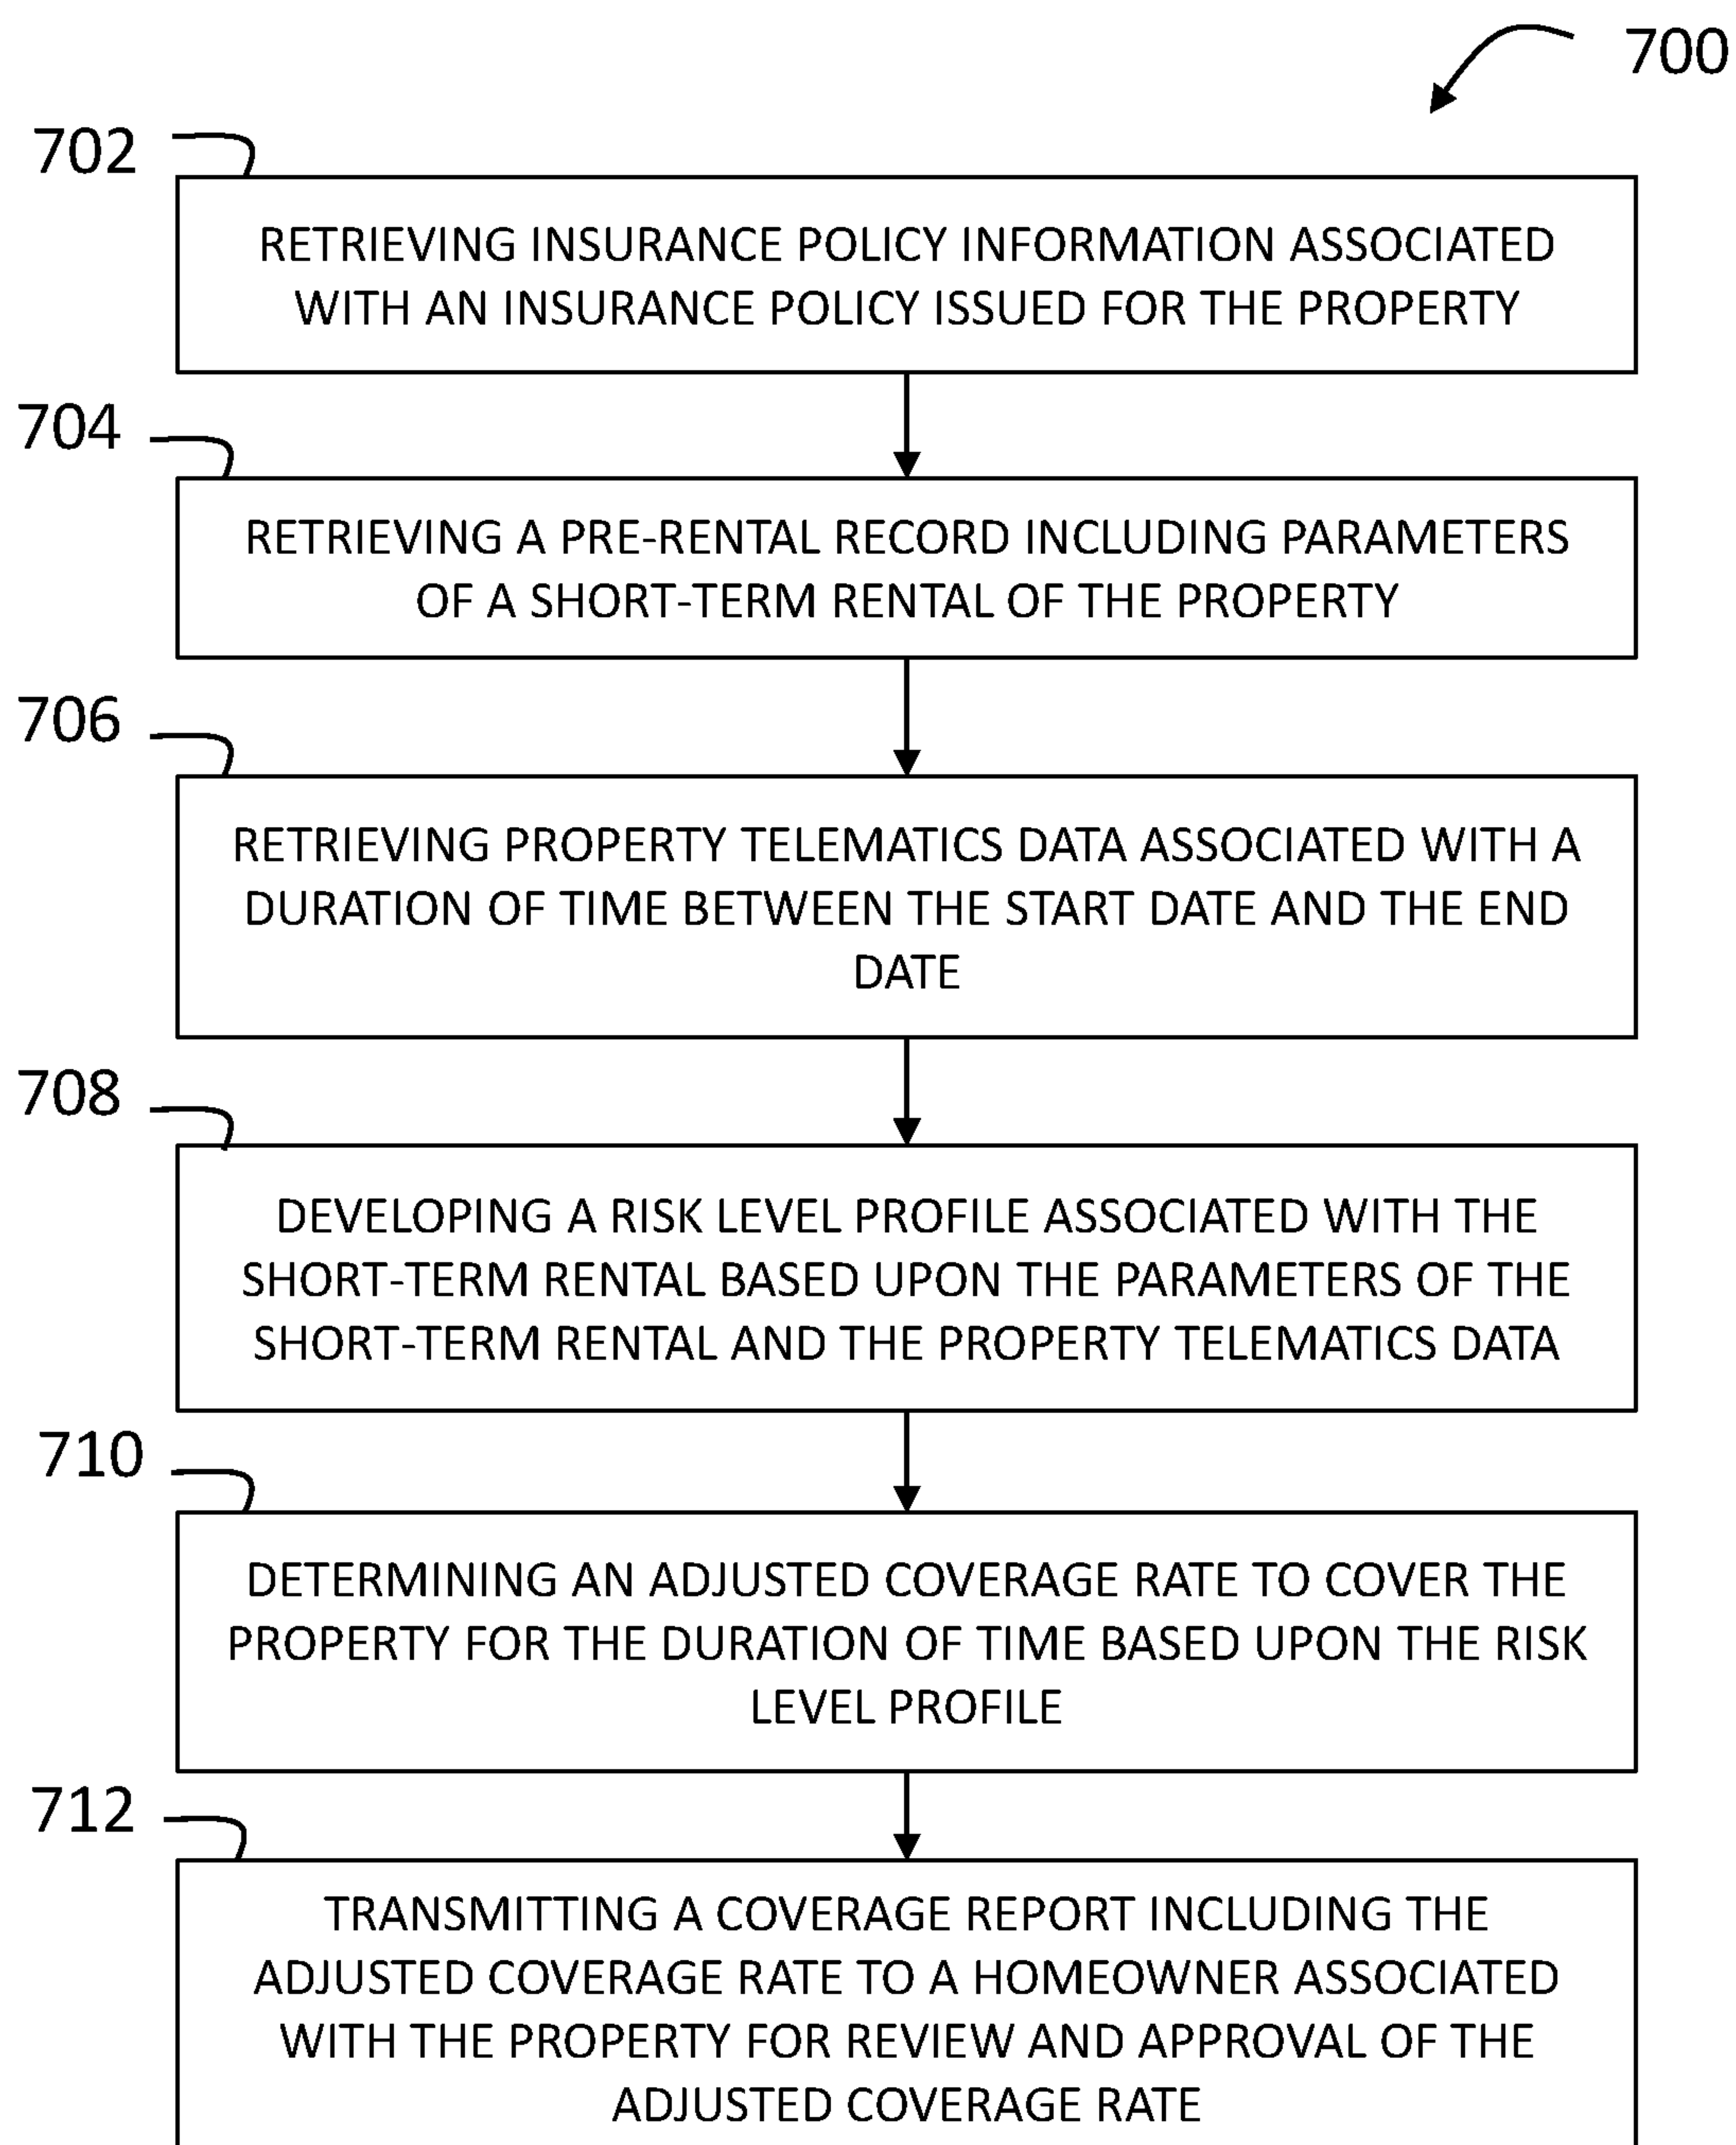 700
702
RETRIEVING INSURANCE POLICY INFORMATION ASSOCIATED
WITH AN INSURANCE POLICY ISSUED FOR THE PROPERTY
704
RETRIEVING A PRE-RENTAL RECORD INCLUDING PARAMETERS
OF A SHORT-TERM RENTAL OF THE PROPERTY
706
RETRIEVING PROPERTY TELEMATICS DATA ASSOCIATED WITH A
DURATION OF TIME BETWEEN THE START DATE AND THE END
DATE
708
DEVELOPING A RISK LEVEL PROFILE ASSOCIATED WITH THE
SHORT-TERM RENTAL BASED UPON THE PARAMETERS OF THE
SHORT-TERM RENTAL AND THE PROPERTY TELEMATICS DATA
710
DETERMINING AN ADJUSTED COVERAGE RATE TO COVER THE
PROPERTY FOR THE DURATION OF TIME BASED UPON THE RISK
LEVEL PROFILE
712
TRANSMITTING A COVERAGE REPORT INCLUDING THE
ADJUSTED COVERAGE RATE TO A HOMEOWNER ASSOCIATED
WITH THE PROPERTY FOR REVIEW AND APPROVAL OF THE
ADJUSTED COVERAGE RATE